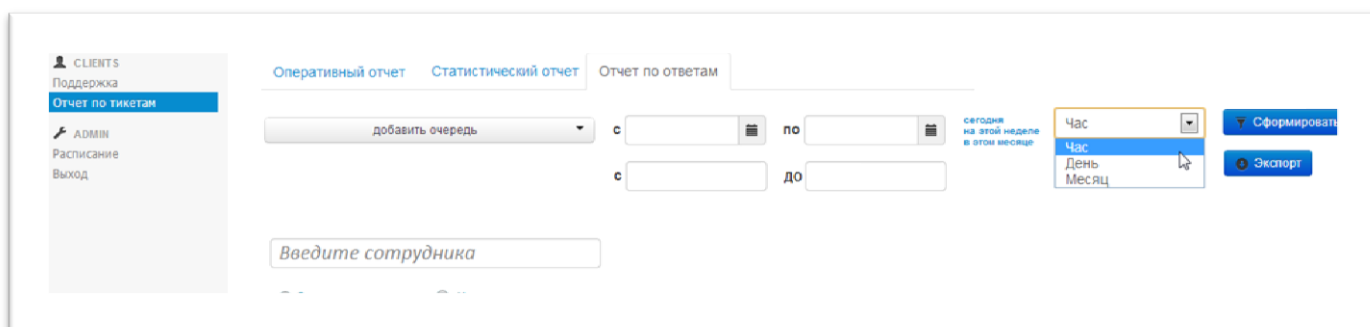 CLIENTS
Поддержка
Отчет по тикетам
ADMIN
Расписание
Выход
Оперативный отчет
Статистический отчет
Отчет по ответам
добавить очередь
с
по
сегодня
на этой неделе
в этом месяце
Час
Сформировать
Час
День
Месяц
Экспорт
с
до
Введите сотрудника